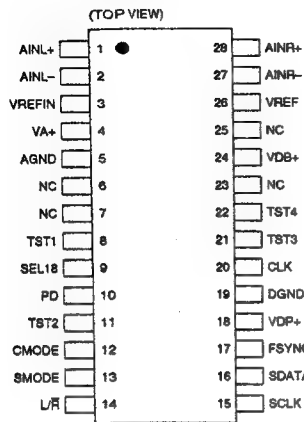 (TOP VIEW)
AINL+ 1 28 AINR+
AINL– 2 27 AINR–
VREFIN 3 26 VREF
VA+ 4 25 NC
AGND 5 24 VDB+
NC 6 23 NC
NC 7 22 TST4
TST1 8 21 TST3
SEL18 9 20 CLK
PD 10 19 DGND
TST2 11 18 VDP+
CMODE 12 17 FSYNC
SMODE 13 16 SDATA
L/R̅ 14 15 SCLK